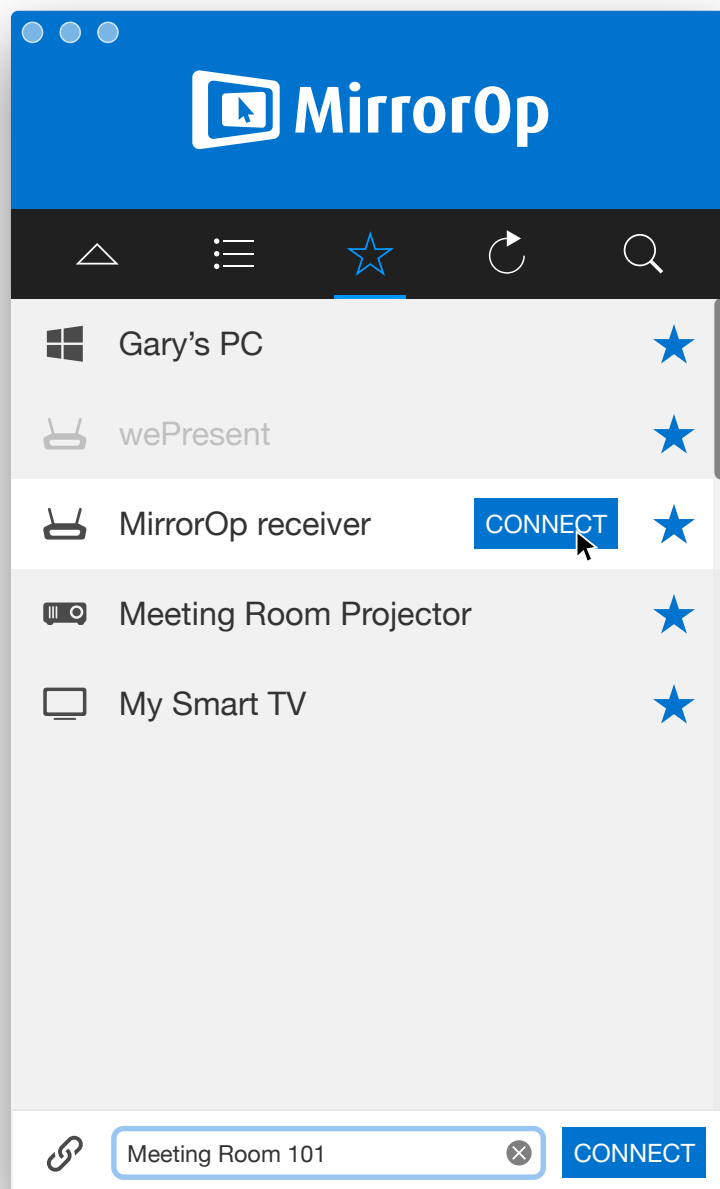 MirrorOp
Gary’s PC
wePresent
MirrorOp receiver CONNECT
Meeting Room Projector
My Smart TV
Meeting Room 101 CONNECT